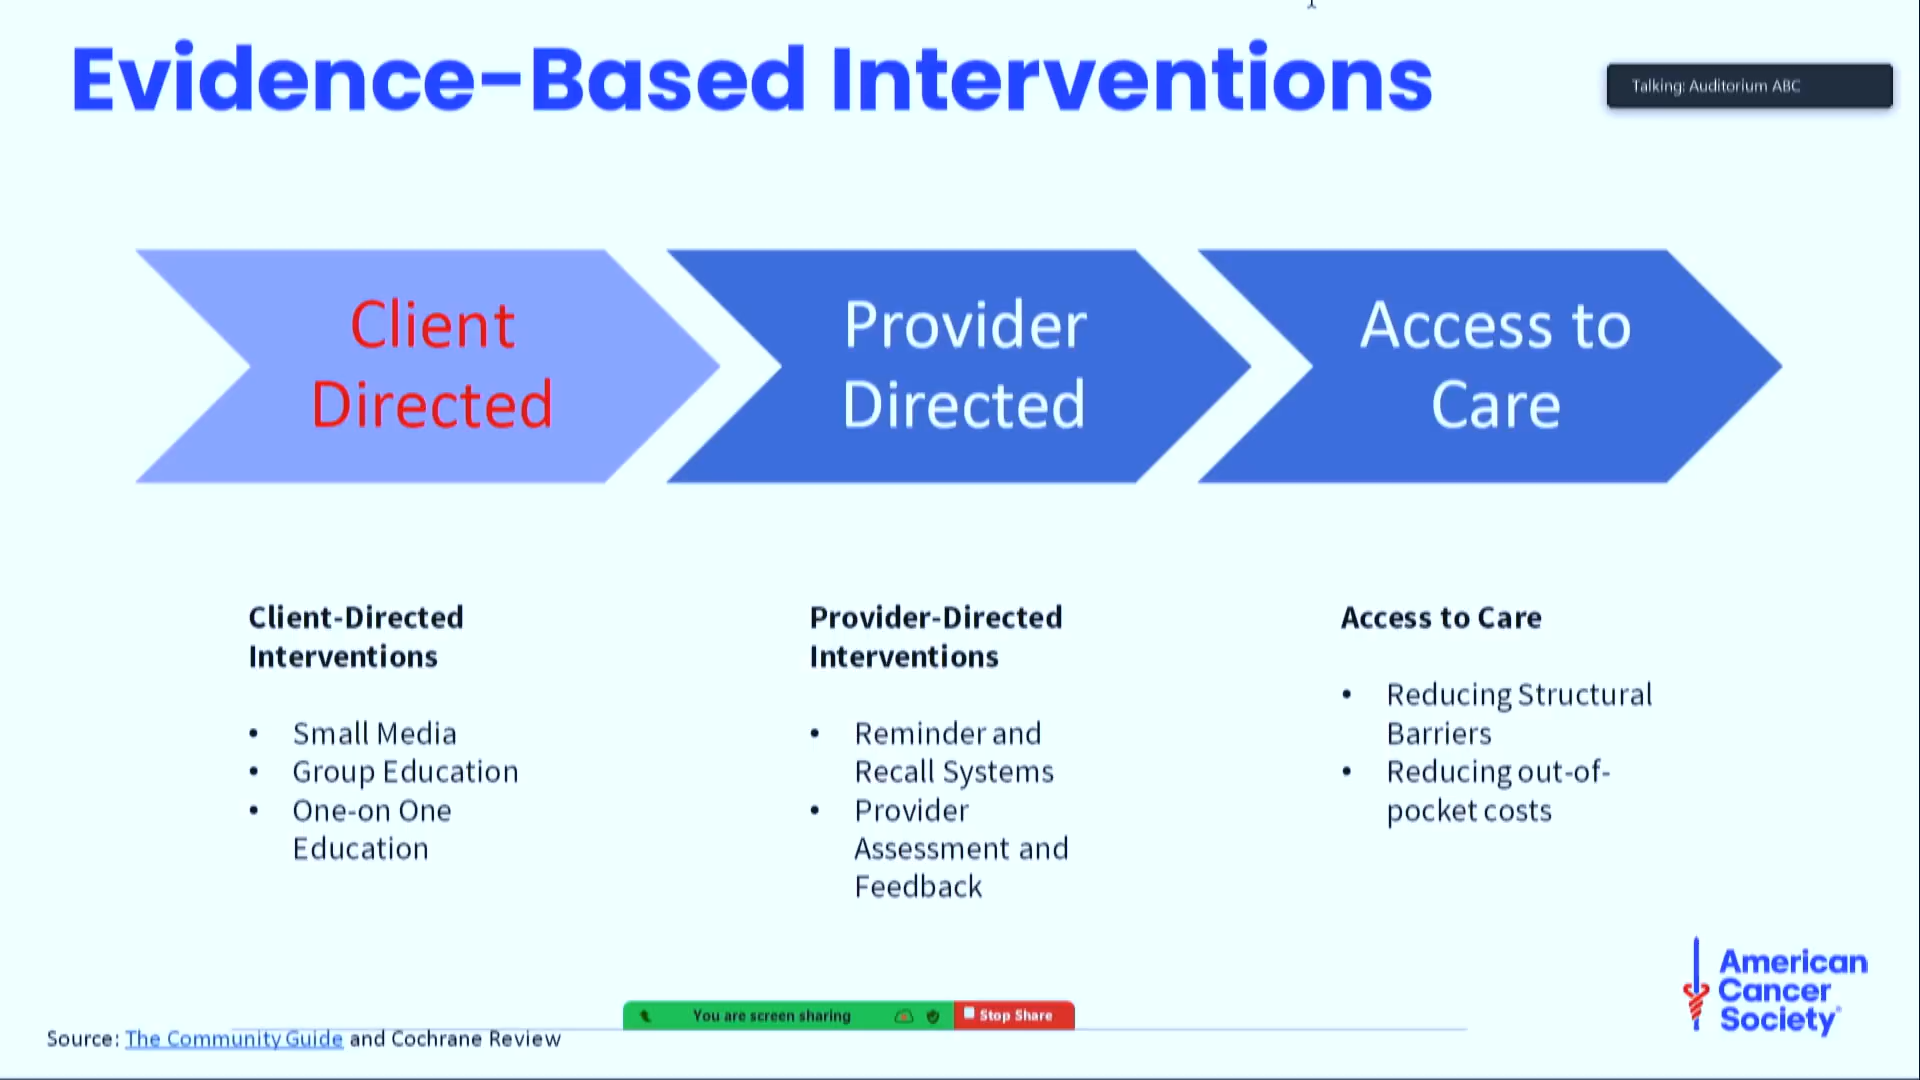 Evidence-Based Interventions
Talking: Auditorium ABC
Client
Directed
Provider
Directed
Access to
Care
Client-Directed
Interventions
• Small Media
• Group Education
• One-on One
Education
Provider-Directed
Interventions
• Reminder and
Recall Systems
• Provider
Assessment and
Feedback
Access to Care
• Reducing Structural
Barriers
• Reducing out-of-
pocket costs
American
Cancer
Society
You are screen sharing
Stop Share
Source: The Community Guide and Cochrane Review